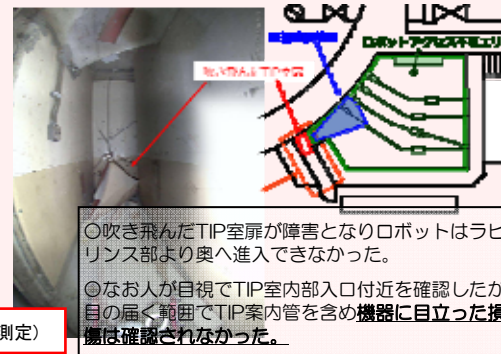 ロボットアクセス不可エリ
吹き飛んだTIP室扉
○吹き飛んだTIP室扉が障害となりロボットはラビ
リンス部より奥へ進入できなかった。
○なお人が目視でTIP室内部入口付近を確認したか
目の届く範囲でTIP案内管を含め機器に目立った損
傷は確認されなかった。
測定）